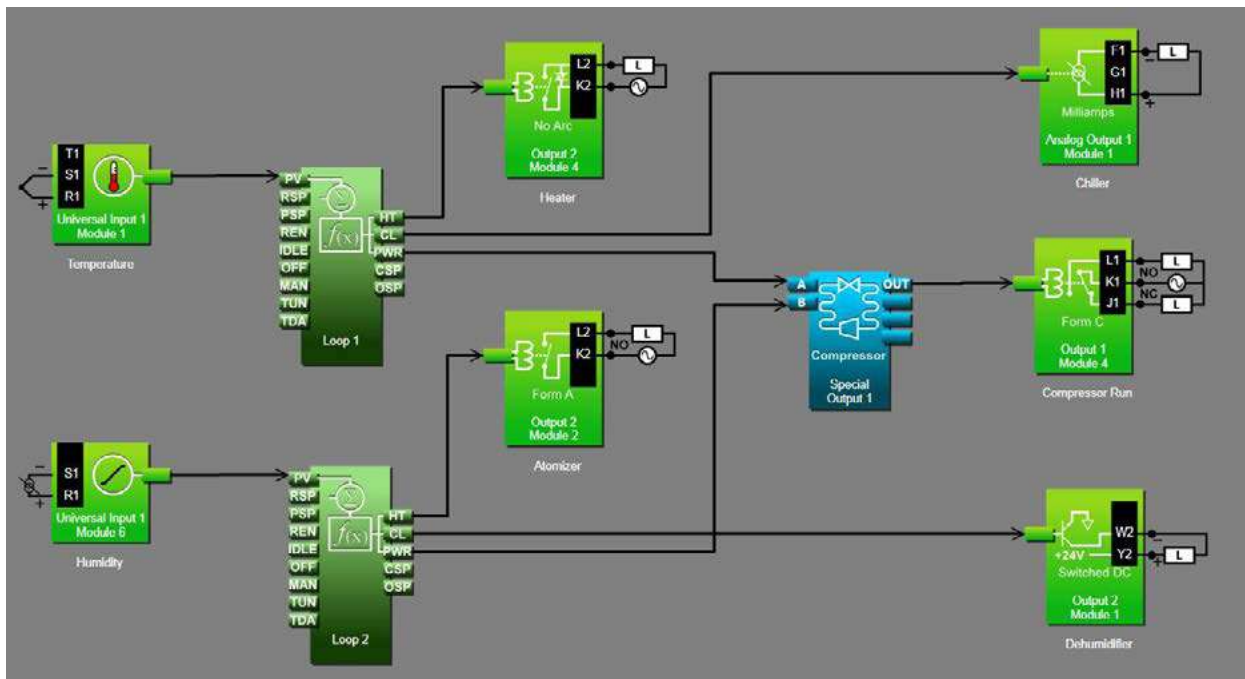 T1
S1
R1
Universal Input 1
Module 1
Temperature
PV
RSP
PSP
REN
IDLE
OFF
MAN
TUN
TDA
Σ
f(x)
HT
CL
PWR
CSP
OSP
Loop 1
L2
K2
L
No Arc
Output 2
Module 4
Heater
F1
G1
H1
L
−
+
Milliamps
Analog Output 1
Module 1
Chiller
A
B
OUT
Compressor
Special
Output 1
L1
K1
J1
L
NO
NC
L
Form C
Output 1
Module 4
Compressor Run
L2
K2
NO
L
Form A
Output 2
Module 2
Atomizer
−
+
S1
R1
−
+
Universal Input 1
Module 6
Humidity
PV
RSP
PSP
REN
IDLE
OFF
MAN
TUN
TDA
Σ
f(x)
HT
CL
PWR
CSP
OSP
Loop 2
W2
Y2
−
+
L
+24V
Switched DC
Output 2
Module 1
Dehumidifier